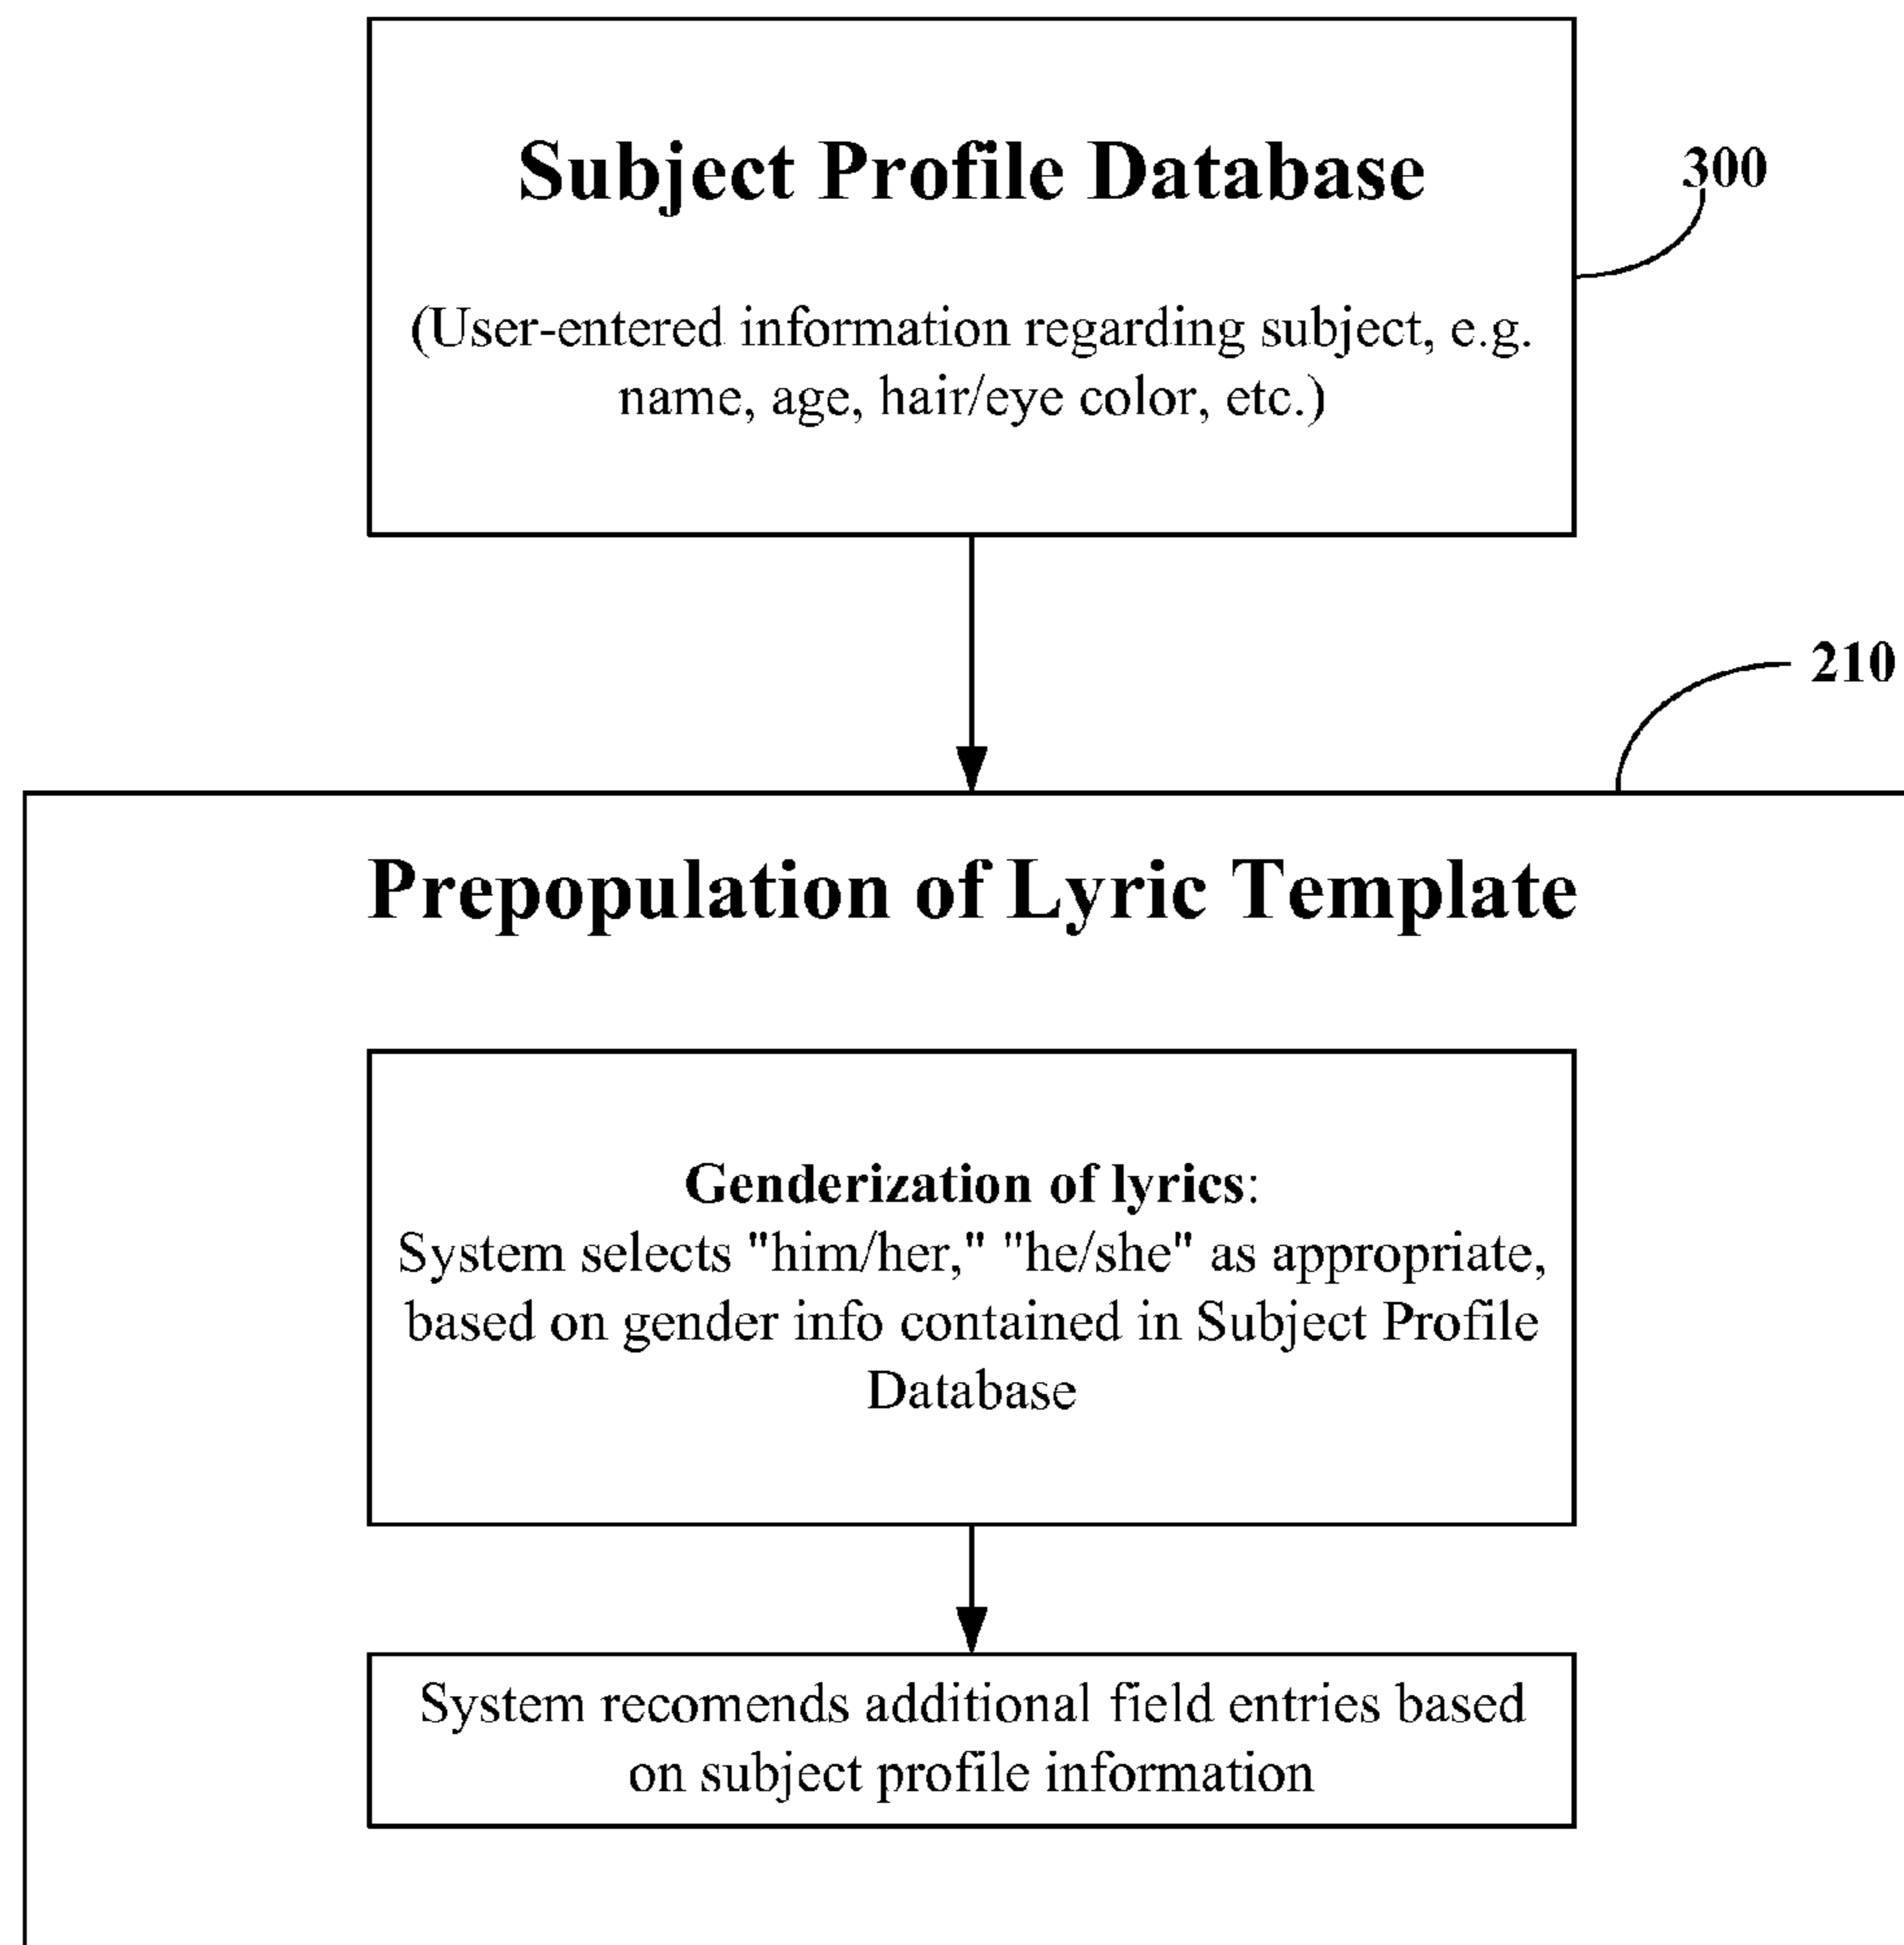 Subject Profile Database
300
(User-entered information regarding subject, e.g.
name, age, hair/eye color, etc.)
210
Prepopulation of Lyric Template
Genderization of lyrics:
System selects "him/her," "he/she" as appropriate,
based on gender info contained in Subject Profile
Database
System recomends additional field entries based
on subject profile information